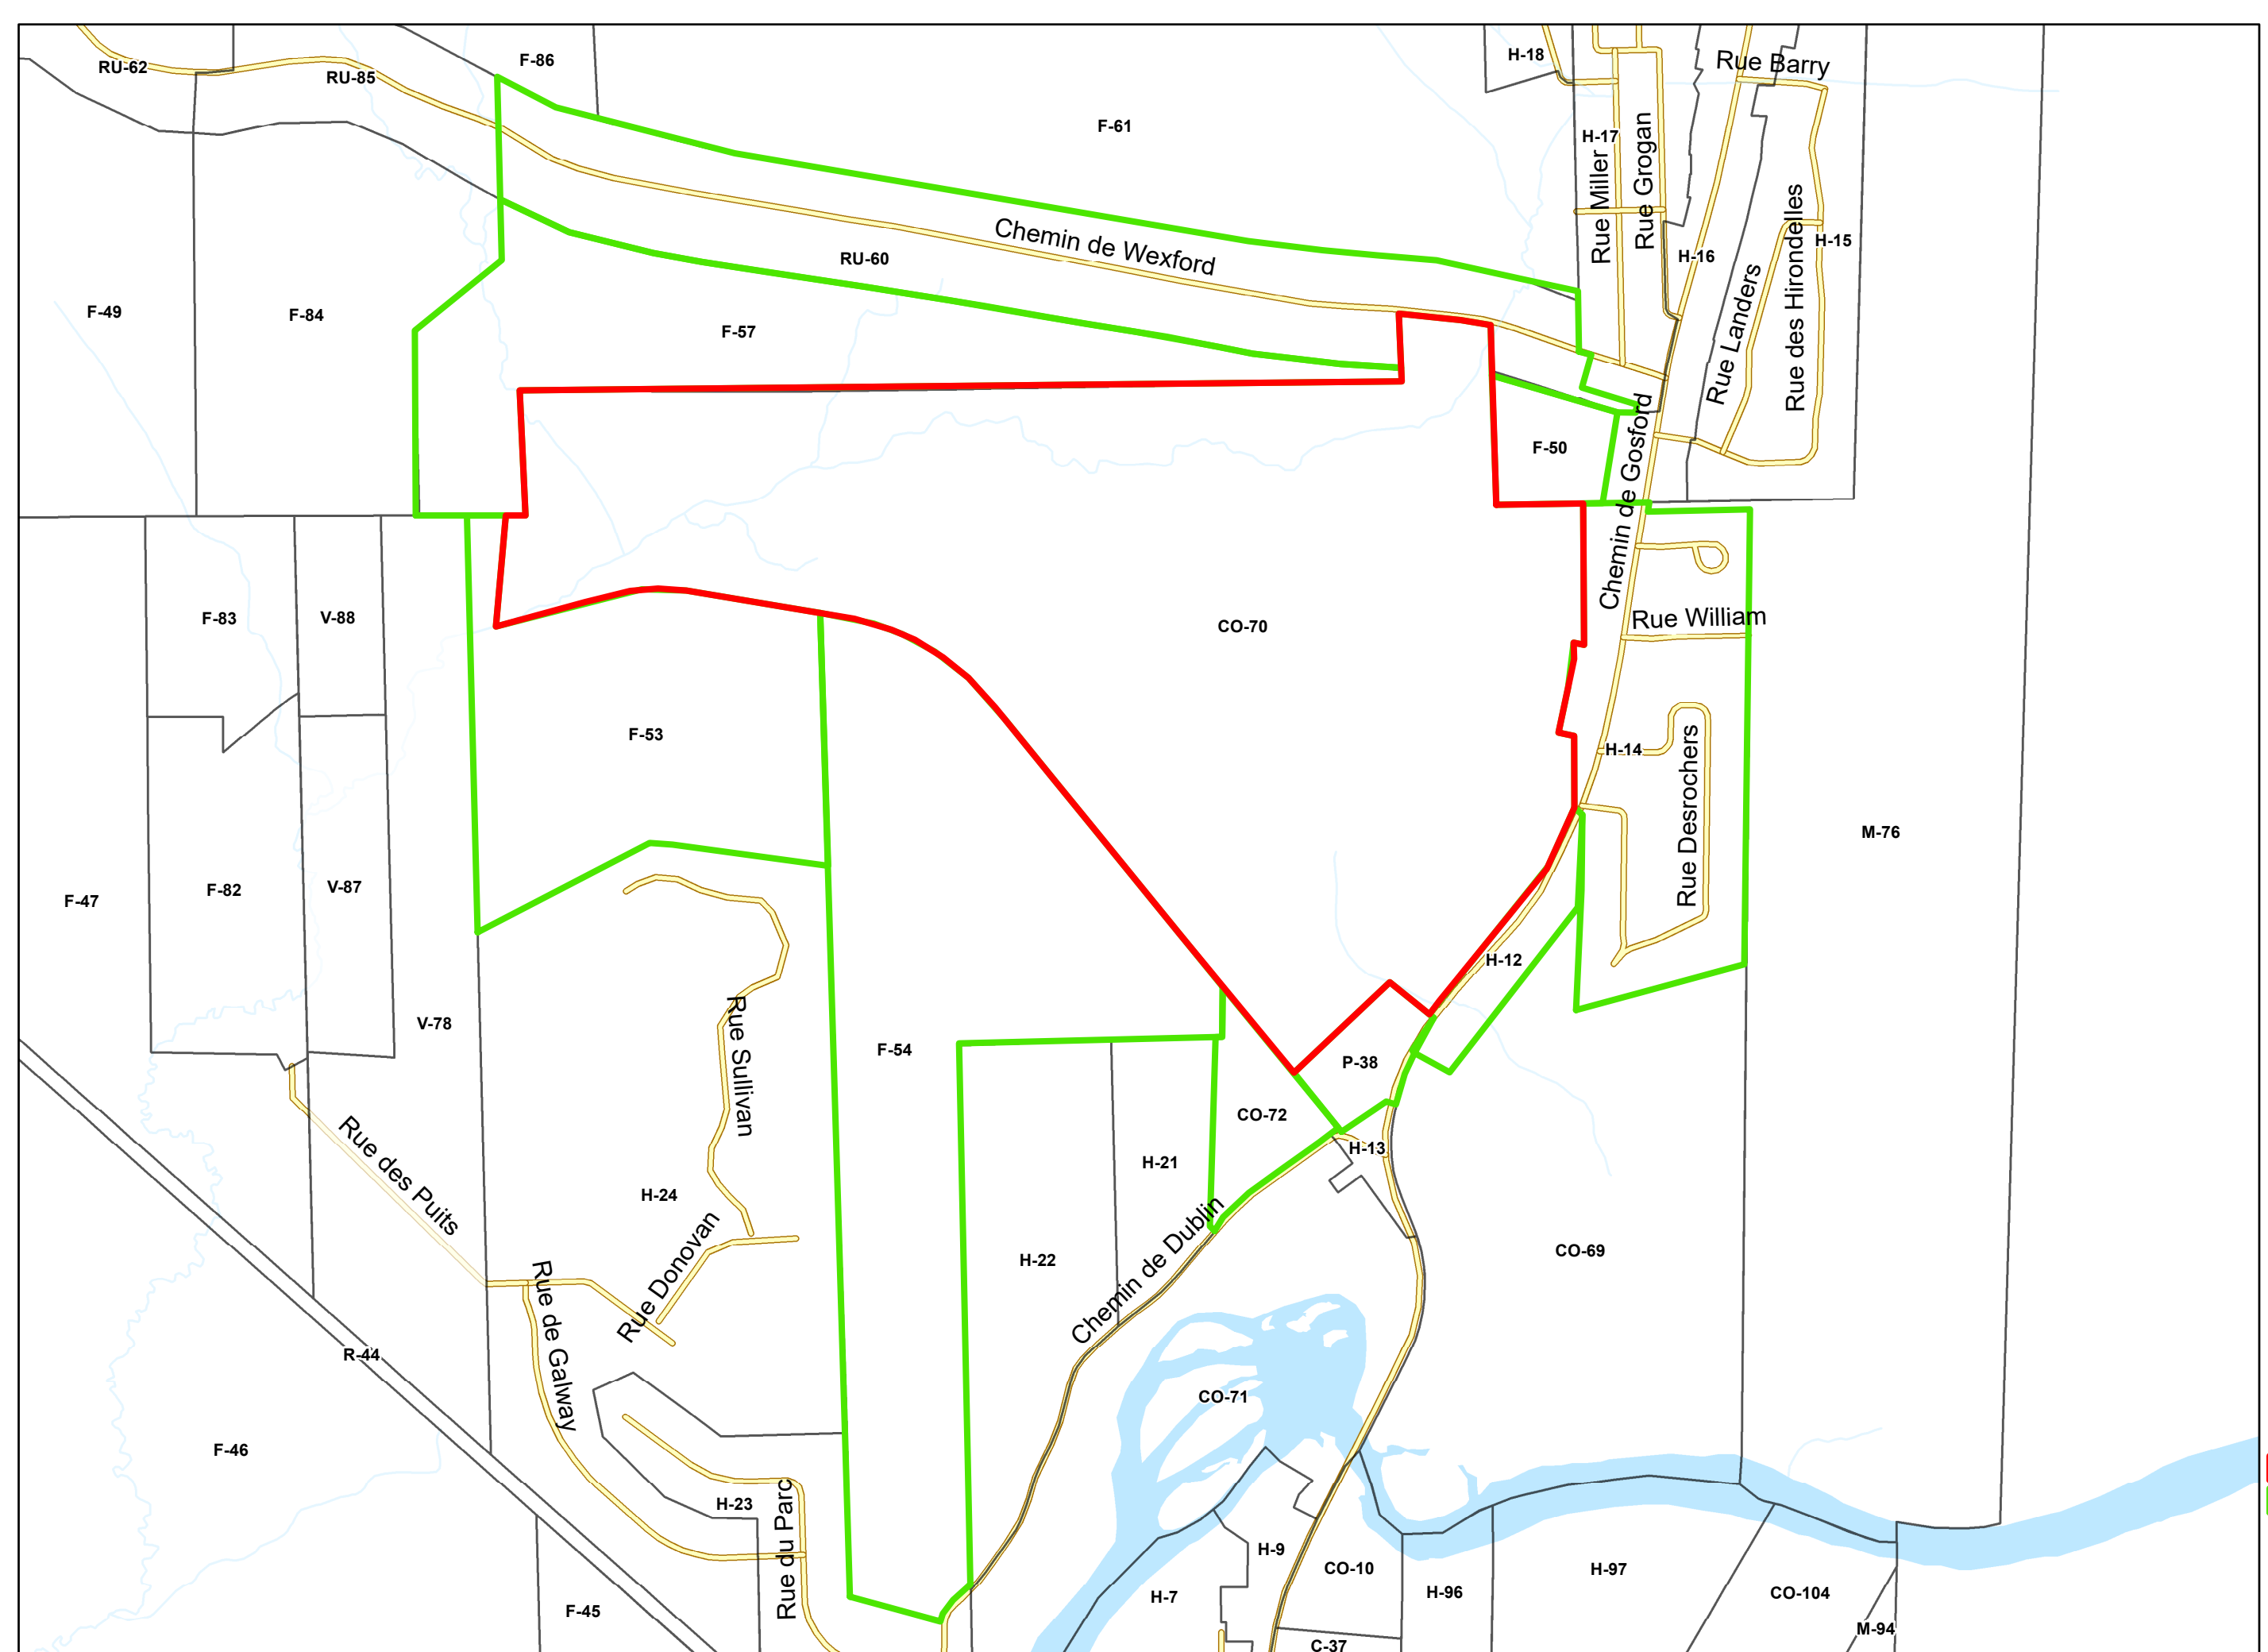 F-86
H-18
Rue Barry
RU-62
RU-85
F-61
H-17
Rue Miller
Rue Grogan
H-16
H-15
Rue Landers
Rue des Hirondelles
Chemin de Wexford
RU-60
F-49
F-84
F-57
F-50
Chemin de Gosford
F-83
V-88
CO-70
Rue William
F-53
H-14
Rue Desrochers
M-76
F-47
F-82
V-87
H-12
V-78
Rue Sullivan
F-54
P-38
CO-72
H-13
Rue des Puits
H-21
H-24
Rue Donovan
H-22
Chemin de Dublin
CO-69
Rue de Galway
R-44
CO-71
F-46
H-23
Rue du Parc
H-9
CO-10
H-97
H-96
H-7
CO-104
F-45
M-94
C-37